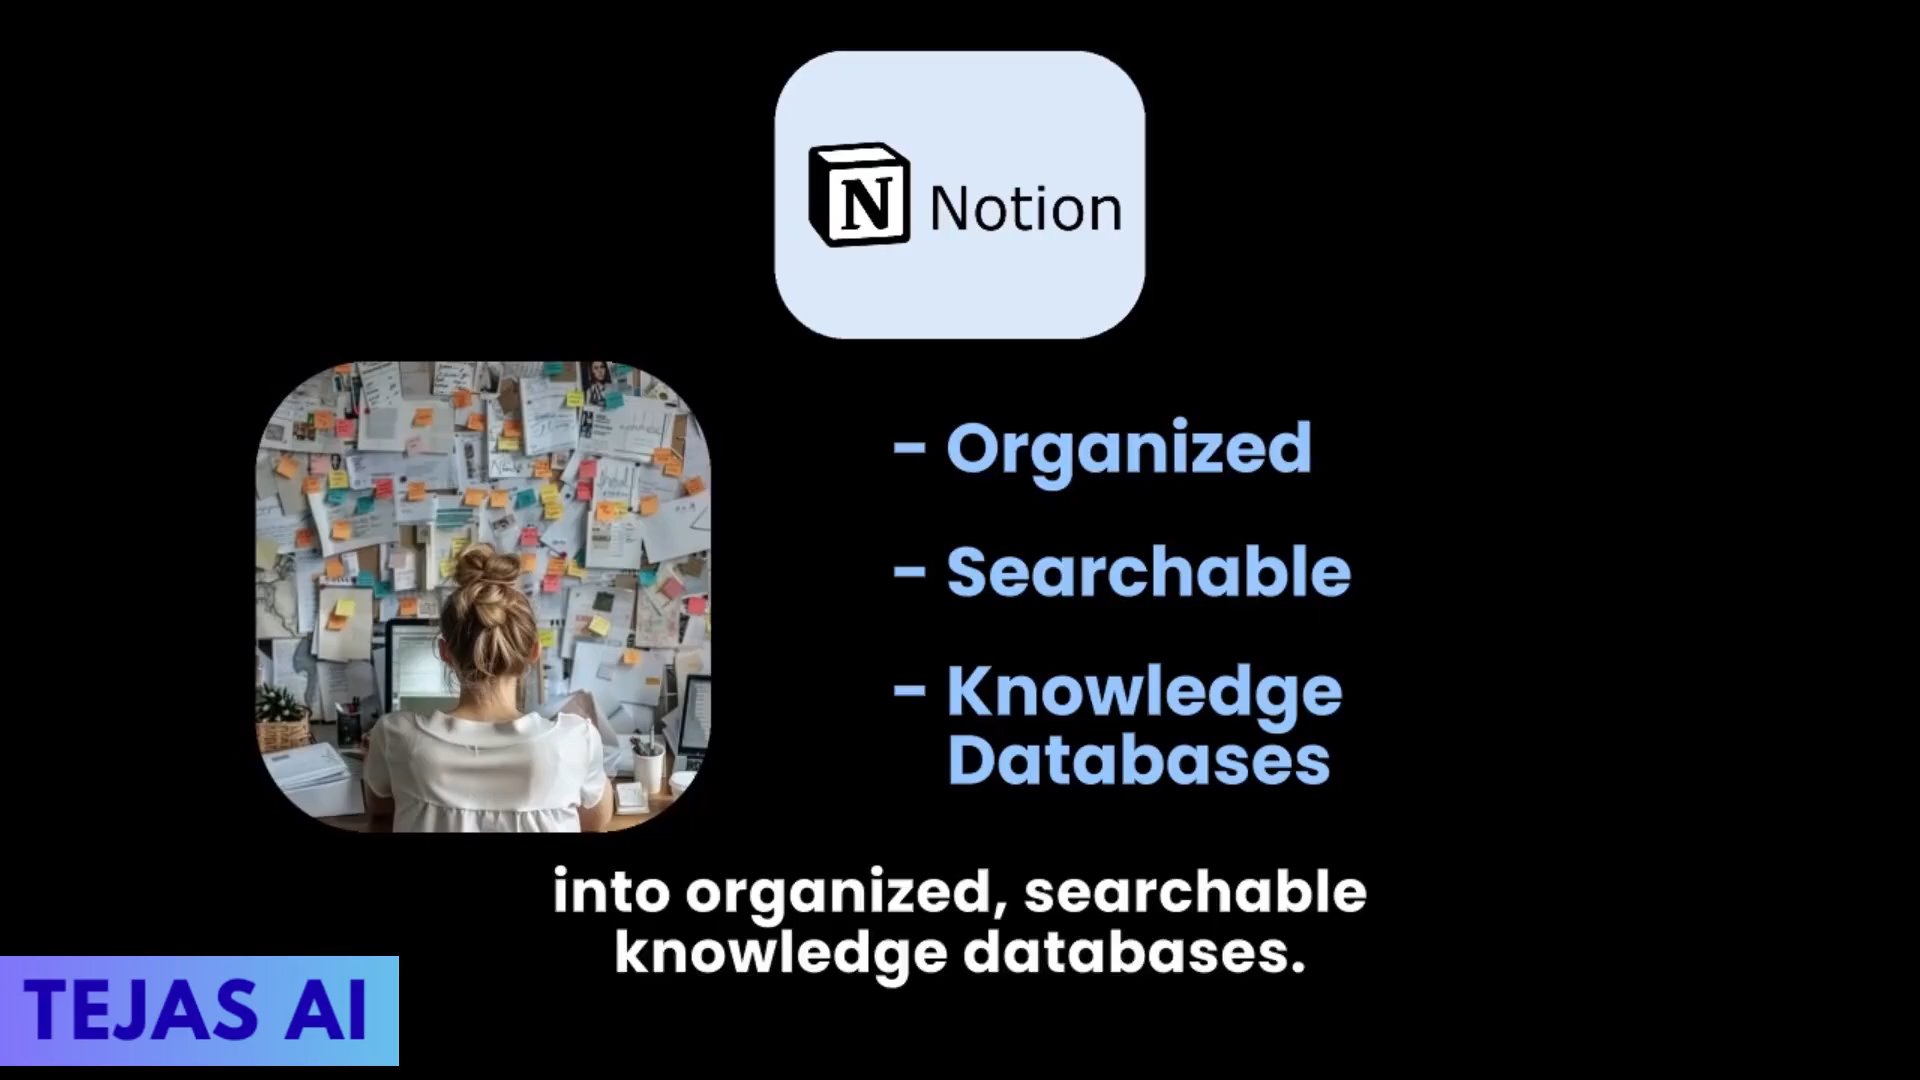 N Notion
- Organized
- Searchable
- Knowledge
Databases
into organized, searchable
knowledge databases.
TEJAS AI